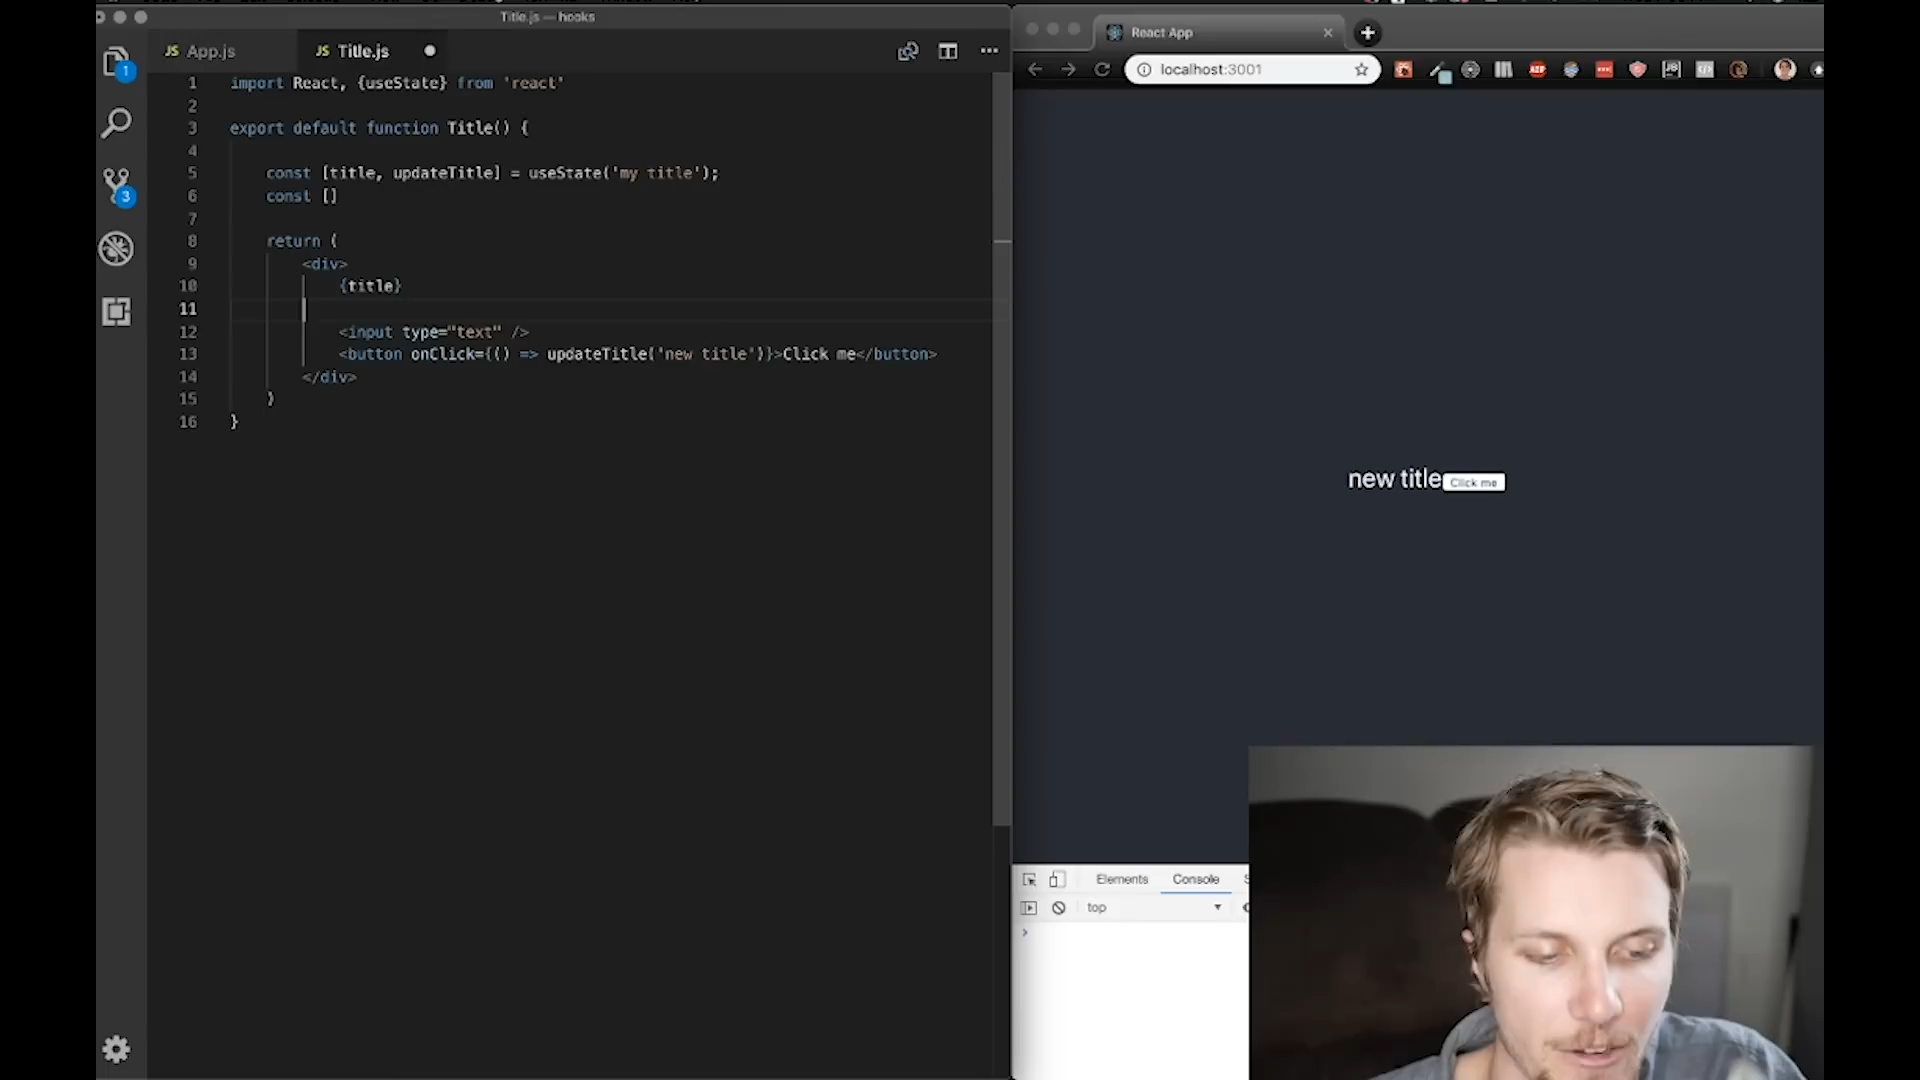 Title.js — hooks
JS App.js
JS Title.js
1 import React, {useState} from 'react'
2
3 export default function Title() {
4
5 const [title, updateTitle] = useState('my title');
6 const []
7
8 return (
9 <div>
10 {title}
11
12 <input type="text" />
13 <button onClick={() => updateTitle('new title')}>Click me</button>
14 </div>
15 )
16 }
1
3
React App
localhost:3001
ABP
new title
Click me
Elements
Console
top